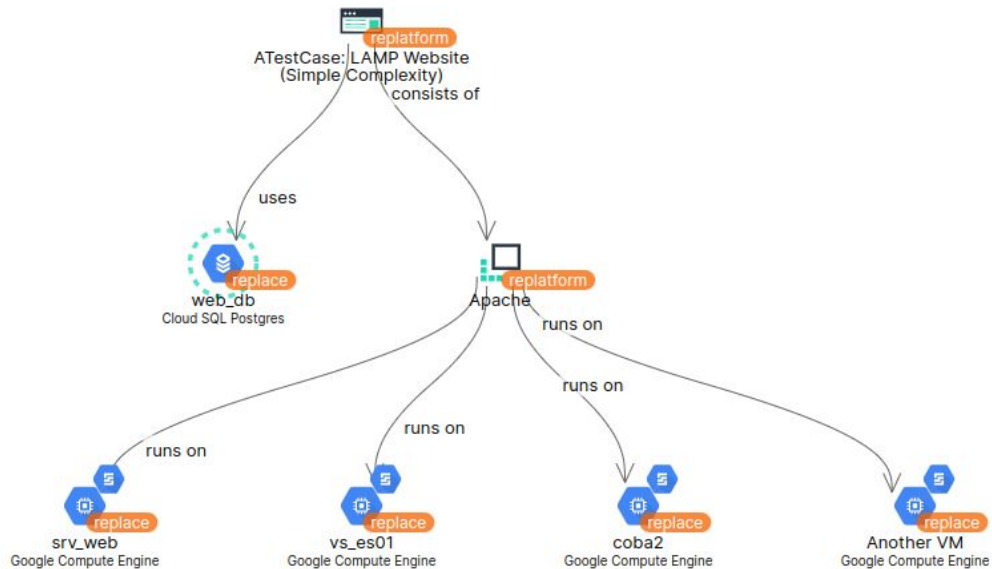 replatform
ATestCase: LAMP Website
(Simple Complexity)
consists of
uses
replace
web_db
Cloud SQL Postgres
replatform
Apache
runs on
runs on
runs on
runs on
replace
srv_web
Google Compute Engine
replace
vs_es01
Google Compute Engine
replace
coba2
Google Compute Engine
replace
Another VM
Google Compute Engine